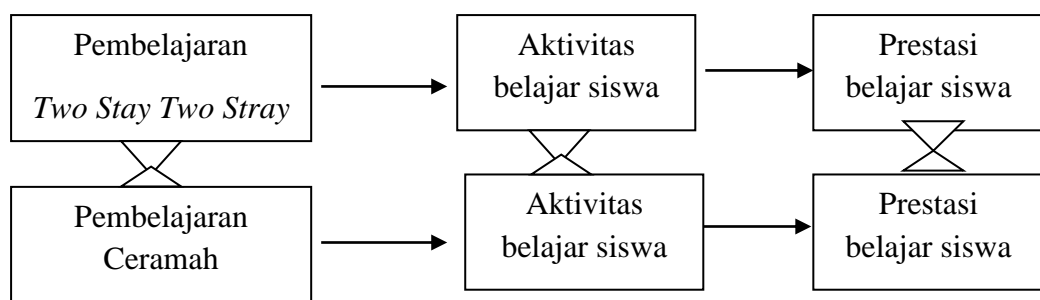 Pembelajaran
Two Stay Two Stray
Aktivitas
belajar siswa
Prestasi
belajar siswa
Pembelajaran
Ceramah
Aktivitas
belajar siswa
Prestasi
belajar siswa